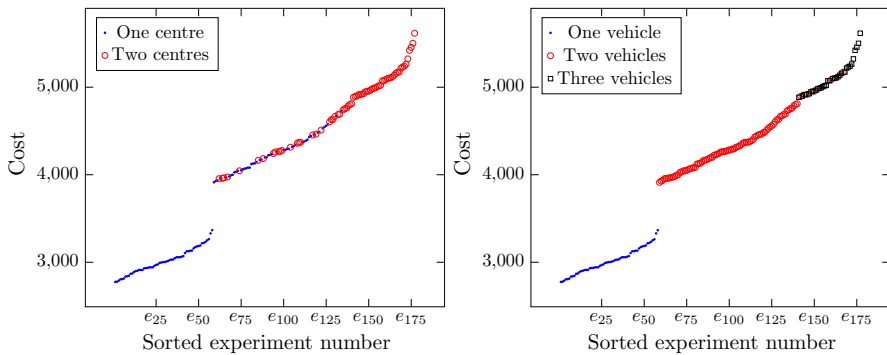 One centre
Two centres
5,000
4,000
3,000
Cost
e25 e50 e75 e100 e125 e150 e175
Sorted experiment number
One vehicle
Two vehicles
Three vehicles
5,000
4,000
3,000
Cost
e25 e50 e75 e100 e125 e150 e175
Sorted experiment number